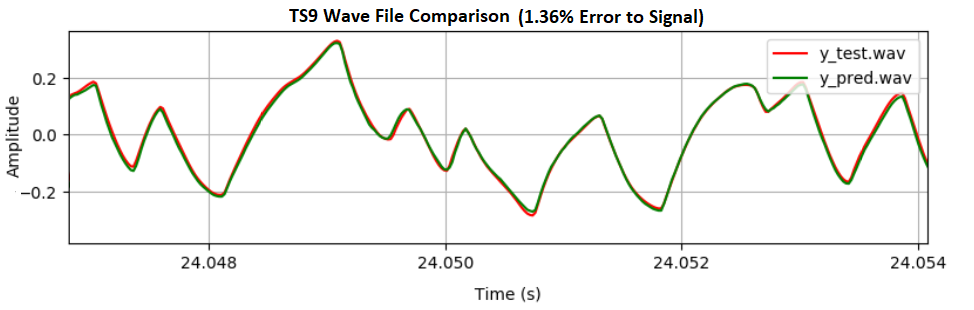 TS9 Wave File Comparison (1.36% Error to Signal)
y_test.wav
y_pred.wav
0.2
0.0
−0.2
Amplitude
24.048 24.050 24.052 24.054
Time (s)